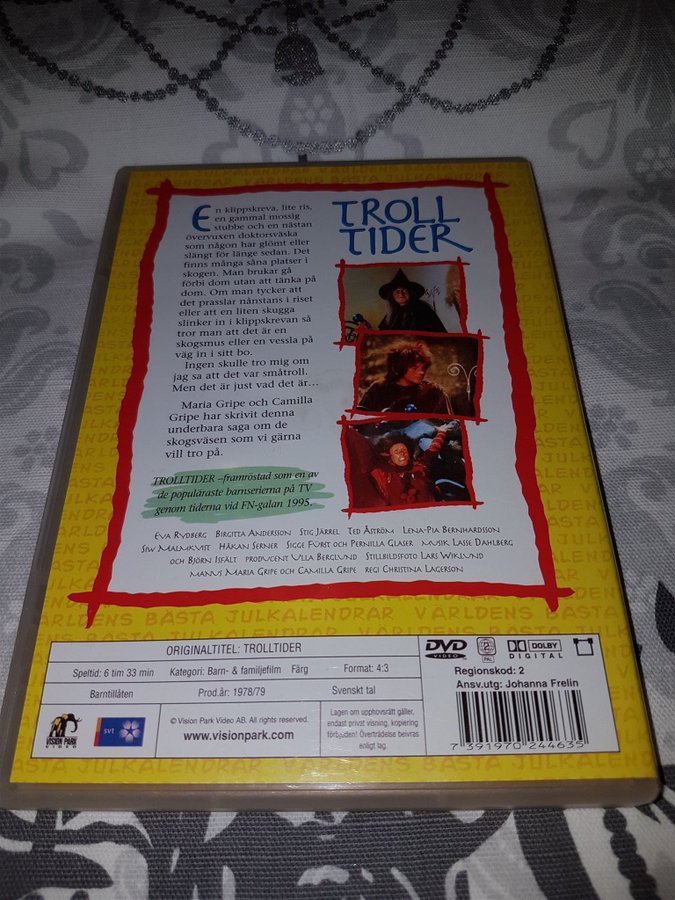 En klippskreva, lite ris,
en gammal mossig
stubbe och en nästan
övervuxen doktorsväska
som någon har glömt eller
slängt för länge sedan. Det
finns många såna platser i
skogen. Man brukar gå
förbi dom utan att tänka på
dom. Om man tycker att
det prasslar nånstans i riset
eller att en liten skugga
slinker in i klippskrevan så
tror man att det är en
skogsmus eller en vessla på
väg in i sitt bo.
Ingen skulle tro mig om
jag sa att det var småtroll.
Men det är just vad det är...
Maria Gripe och Camilla
Gripe har skrivit denna
underbara saga om de
skogsväsen som vi gärna
vill tro på.
TROLLTIDER –framröstad som en av
de populäraste barnserierna på TV
genom tiderna vid FN-galan 1995.
TROLL
TIDER
Eva Rydberg Birgitta Andersson Stig Järrel Ted Åström Lena-Pia Bernhardsson
Siw Malmkvist Håkan Serner Sigge Fürst och Pernilla Glaser musik Lasse Dahlberg
och Björn Isfält producent Ulla Berglund stillbildsfoto Lars Wiklund
manus Maria Gripe och Camilla Gripe regi Christina Lagerson
VÄRLDENS BÄSTA JULKALENDRAR VÄRLDENS BÄSTA
ORIGINALTITEL: TROLLTIDER
Speltid: 6 tim 33 min Kategori: Barn- & familjefilm Färg Format: 4:3
Barntillåten Prod.år: 1978/79 Svenskt tal
VISION PARK
VIDEO
svt
© Vision Park Video AB. All rights reserved.
www.visionpark.com
Lagen om upphovsrätt gäller,
endast privat visning, kopiering
förbjuden! Överträdelse beivras
enligt lag.
DVD
VIDEO
2
PAL
DOLBY
DIGITAL
Regionskod: 2
Ansv.utg: Johanna Frelin
7 391970 244635